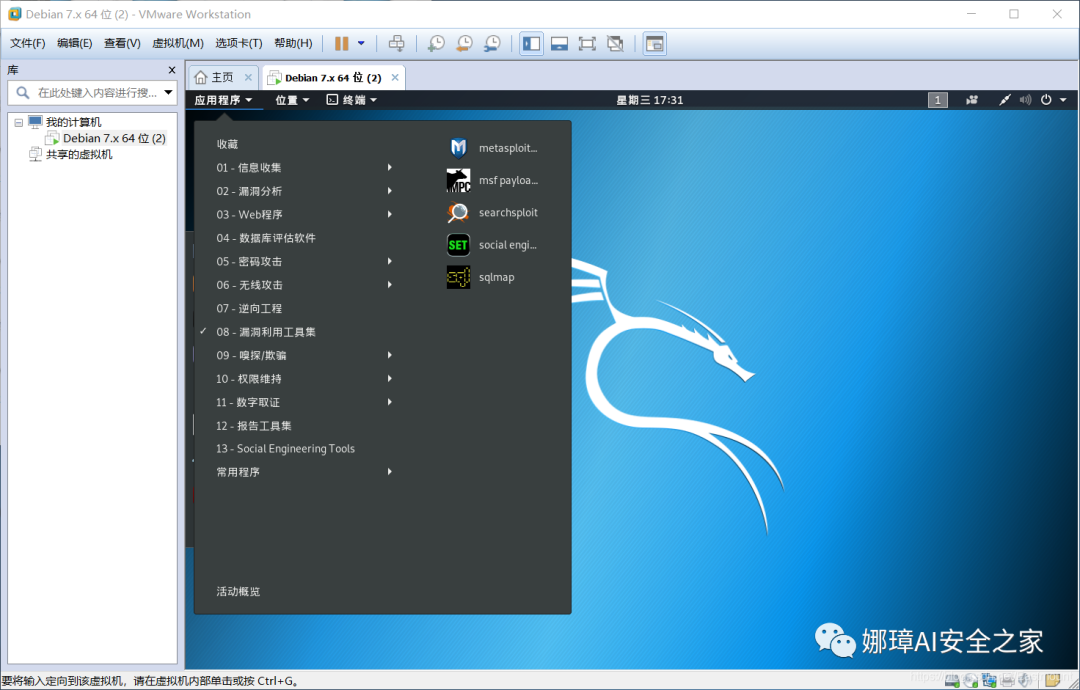 Debian 7.x 64 位 (2) - VMware Workstation
文件(F) 编辑(E) 查看(V) 虚拟机(M) 选项卡(T) 帮助(H)
库
在此处键入内容进行搜...
我的计算机
Debian 7.x 64 位 (2)
共享的虚拟机
主页
Debian 7.x 64 位 (2)
应用程序 位置 终端
星期三 17:31
1
收藏
01 - 信息收集
02 - 漏洞分析
03 - Web程序
04 - 数据库评估软件
05 - 密码攻击
06 - 无线攻击
07 - 逆向工程
08 - 漏洞利用工具集
09 - 嗅探/欺骗
10 - 权限维持
11 - 数字取证
12 - 报告工具集
13 - Social Engineering Tools
常用程序
活动概览
metasploit...
MPC
msf payloa...
searchsploit
SET
social engi...
sql
sqlmap
娜璋AI安全之家
要将输入定向到该虚拟机，请在虚拟机内部单击或按 Ctrl+G。